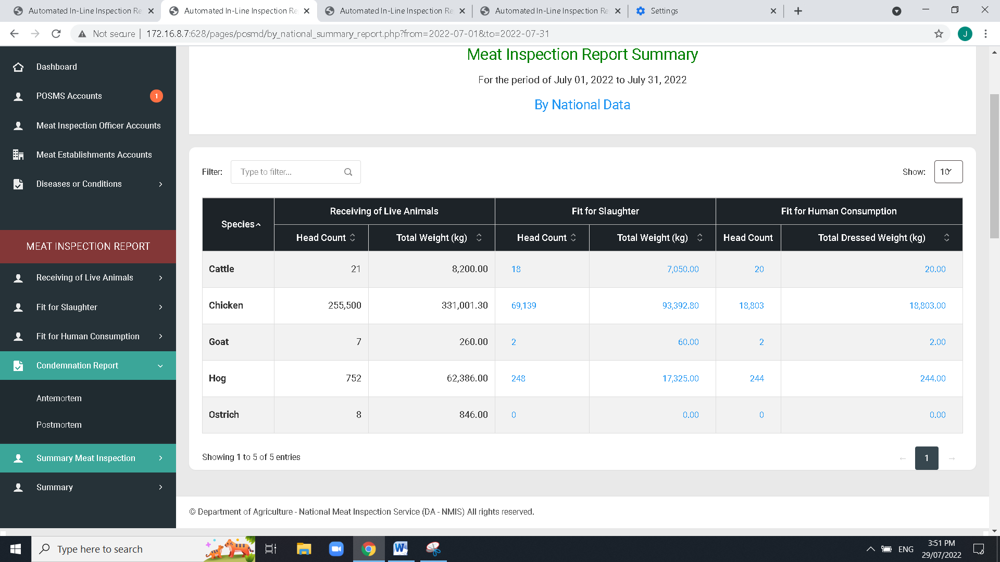 Automated In-Line Inspection Re
Automated In-Line Inspection Re
Automated In-Line Inspection Re
Automated In-Line Inspection Re
Settings
Not secure | 172.16.8.7:628/pages/posmd/by_national_summary_report.php?from=2022-07-01&to=2022-07-31
J
Dashboard
POSMS Accounts 1
Meat Inspection Officer Accounts
Meat Establishments Accounts
Diseases or Conditions
MEAT INSPECTION REPORT
Receiving of Live Animals
Fit for Slaughter
Fit for Human Consumption
Condemnation Report
Antemortem
Postmortem
Summary Meat Inspection
Summary
Meat Inspection Report Summary
For the period of July 01, 2022 to July 31, 2022
By National Data
Filter: Type to filter... Show: 10
Species Receiving of Live Animals Fit for Slaughter Fit for Human Consumption
Head Count Total Weight (kg) Head Count Total Weight (kg) Head Count Total Dressed Weight (kg)
Cattle 21 8,200.00 18 7,050.00 20 20.00
Chicken 255,500 331,001.30 69,139 93,392.80 18,803 18,803.00
Goat 7 260.00 2 60.00 2 2.00
Hog 752 62,386.00 248 17,325.00 244 244.00
Ostrich 8 846.00 0 0.00 0 0.00
Showing 1 to 5 of 5 entries ← 1 →
© Department of Agriculture - National Meat Inspection Service (DA - NMIS) All rights reserved.
Type here to search
ENG
3:51 PM
29/07/2022